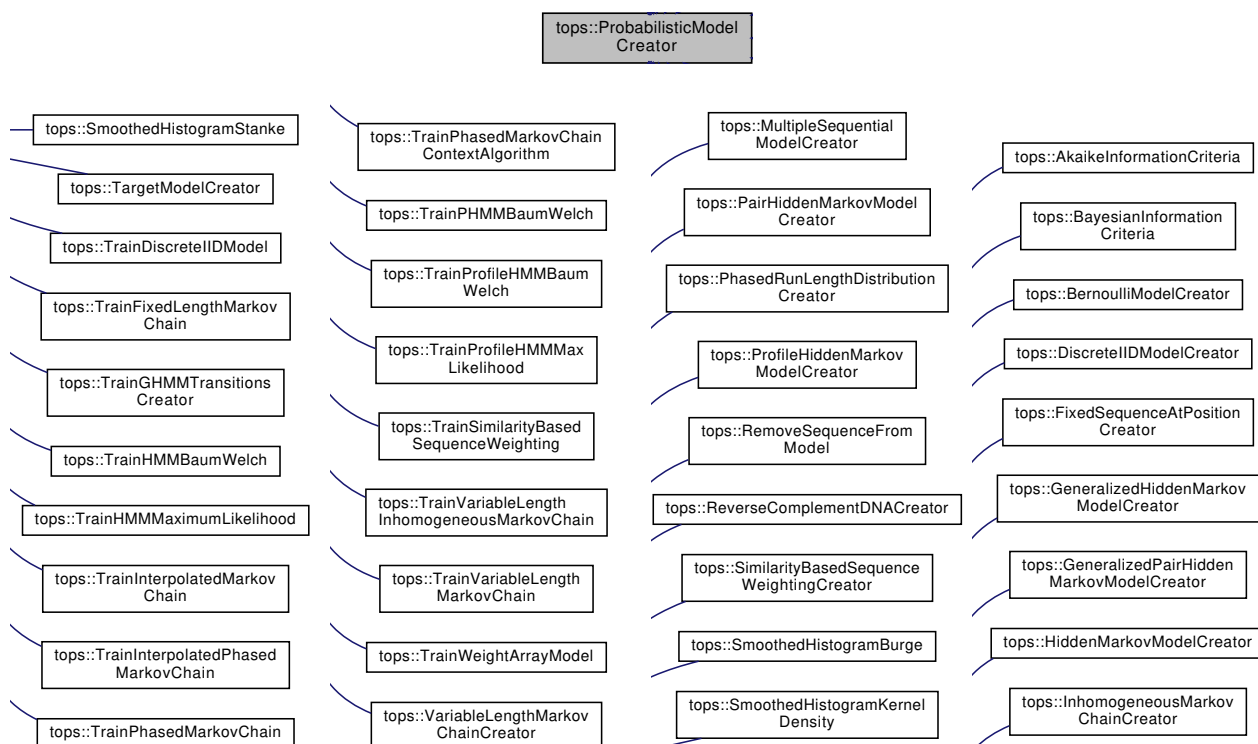 tops::ProbabilisticModel
Creator
tops::SmoothedHistogramStanke
tops::TargetModelCreator
tops::TrainDiscreteIIDModel
tops::TrainFixedLengthMarkov
Chain
tops::TrainGHMMTransitions
Creator
tops::TrainHMMBaumWelch
tops::TrainHMMMaximumLikelihood
tops::TrainInterpolatedMarkov
Chain
tops::TrainInterpolatedPhased
MarkovChain
tops::TrainPhasedMarkovChain
tops::TrainPhasedMarkovChain
ContextAlgorithm
tops::TrainPHMMBaumWelch
tops::TrainProfileHMMBaum
Welch
tops::TrainProfileHMMMax
Likelihood
tops::TrainSimilarityBased
SequenceWeighting
tops::TrainVariableLength
InhomogeneousMarkovChain
tops::TrainVariableLength
MarkovChain
tops::TrainWeightArrayModel
tops::VariableLengthMarkov
ChainCreator
tops::MultipleSequential
ModelCreator
tops::PairHiddenMarkovModel
Creator
tops::PhasedRunLengthDistribution
Creator
tops::ProfileHiddenMarkov
ModelCreator
tops::RemoveSequenceFrom
Model
tops::ReverseComplementDNACreator
tops::SimilarityBasedSequence
WeightingCreator
tops::SmoothedHistogramBurge
tops::SmoothedHistogramKernel
Density
tops::AkaikeInformationCriteria
tops::BayesianInformation
Criteria
tops::BernoulliModelCreator
tops::DiscreteIIDModelCreator
tops::FixedSequenceAtPosition
Creator
tops::GeneralizedHiddenMarkov
ModelCreator
tops::GeneralizedPairHidden
MarkovModelCreator
tops::HiddenMarkovModelCreator
tops::InhomogeneousMarkov
ChainCreator